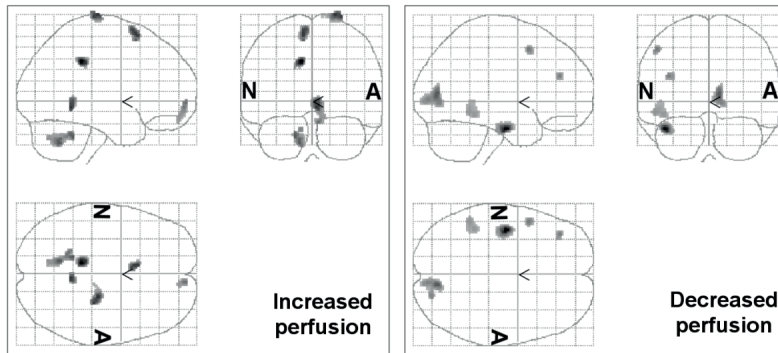 N A
N
A
Increased
perfusion
N A
N
A
Decreased
perfusion